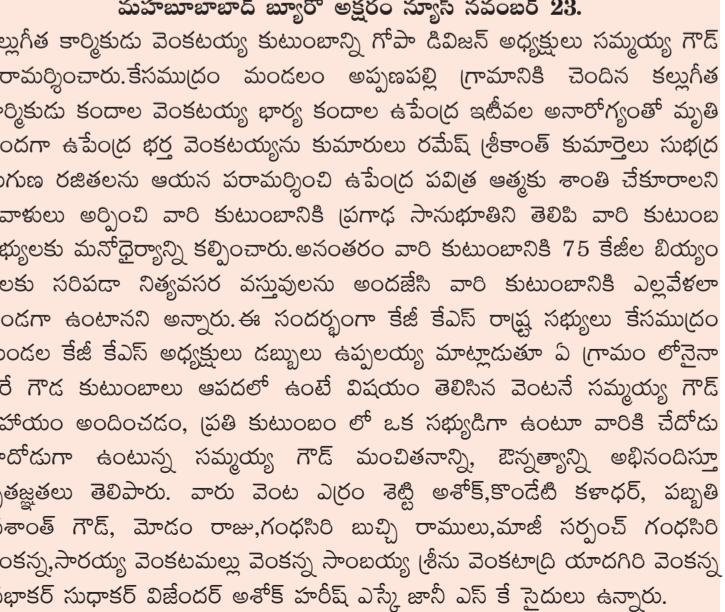 మహబూబాబాద్ బ్యూరో అక్షరం న్యూస్ నవంబర్ 23.
ల్లుగీత కార్మికుడు వెంకటయ్య కుటుంబాన్ని గోపా డివిజన్ అధ్యక్షులు సమ్మయ్య గౌడ్
రామర్శించారు.కేసముద్రం మండలం అప్పణపల్లి గ్రామానికి చెందిన కల్లుగీత
ార్మికుడు కందాల వెంకటయ్య భార్య కందాల ఉపేంద్ర ఇటీవల అనారోగ్యంతో మృతి
ందగా ఉపేంద్ర భర్త వెంకటయ్యను కుమారులు రమేష్ శ్రీకాంత్ కుమార్తెలు సుభద్ర
ుగుణ రజితలను ఆయన పరామర్శించి ఉపేంద్ర పవిత్ర ఆత్మకు శాంతి చేకూరాలని
వాళులు అర్పించి వారి కుటుంబానికి ప్రగాఢ సానుభూతిని తెలిపి వారి కుటుంబ
భ్యులకు మనోధైర్యాన్ని కల్పించారు.అనంతరం వారి కుటుంబానికి 75 కేజీల బియ్యం
లకు సరిపడా నిత్యవసర వస్తువులను అందజేసి వారి కుటుంబానికి ఎల్లవేళలా
ండగా ఉంటానని అన్నారు.ఈ సందర్భంగా కేజీ కేఎస్ రాష్ట్ర సభ్యులు కేసముద్రం
ండల కేజీ కేఎస్ అధ్యక్షులు డబ్బులు ఉప్పలయ్య మాట్లాడుతూ ఏ గ్రామం లోనైనా
రే గౌడ కుటుంబాలు ఆపదలో ఉంటే విషయం తెలిసిన వెంటనే సమ్మయ్య గౌడ్
హాయం అందించడం, ప్రతి కుటుంబం లో ఒక సభ్యుడిగా ఉంటూ వారికి చేదోడు
ాదోడుగా ఉంటున్న సమ్మయ్య గౌడ్ మంచితనాన్ని, ఔన్నత్యాన్ని అభినందిస్తూ
ృతజ్ఞతలు తెలిపారు. వారు వెంట ఎర్రం శెట్టి అశోక్,కొండేటి కళాధర్, పబ్బతి
్రశాంత్ గౌడ్, మోడం రాజు,గంధసిరి బుచ్చి రాములు,మాజీ సర్పంచ్ గంధసిరి
ెంకన్న,సారయ్య వెంకటమల్లు వెంకన్న సాంబయ్య శ్రీను వెంకటాద్రి యాదగిరి వెంకన్న
్రభాకర్ సుధాకర్ విజేందర్ అశోక్ హరీష్ ఎస్కే జానీ ఎస్ కే సైదులు ఉన్నారు.